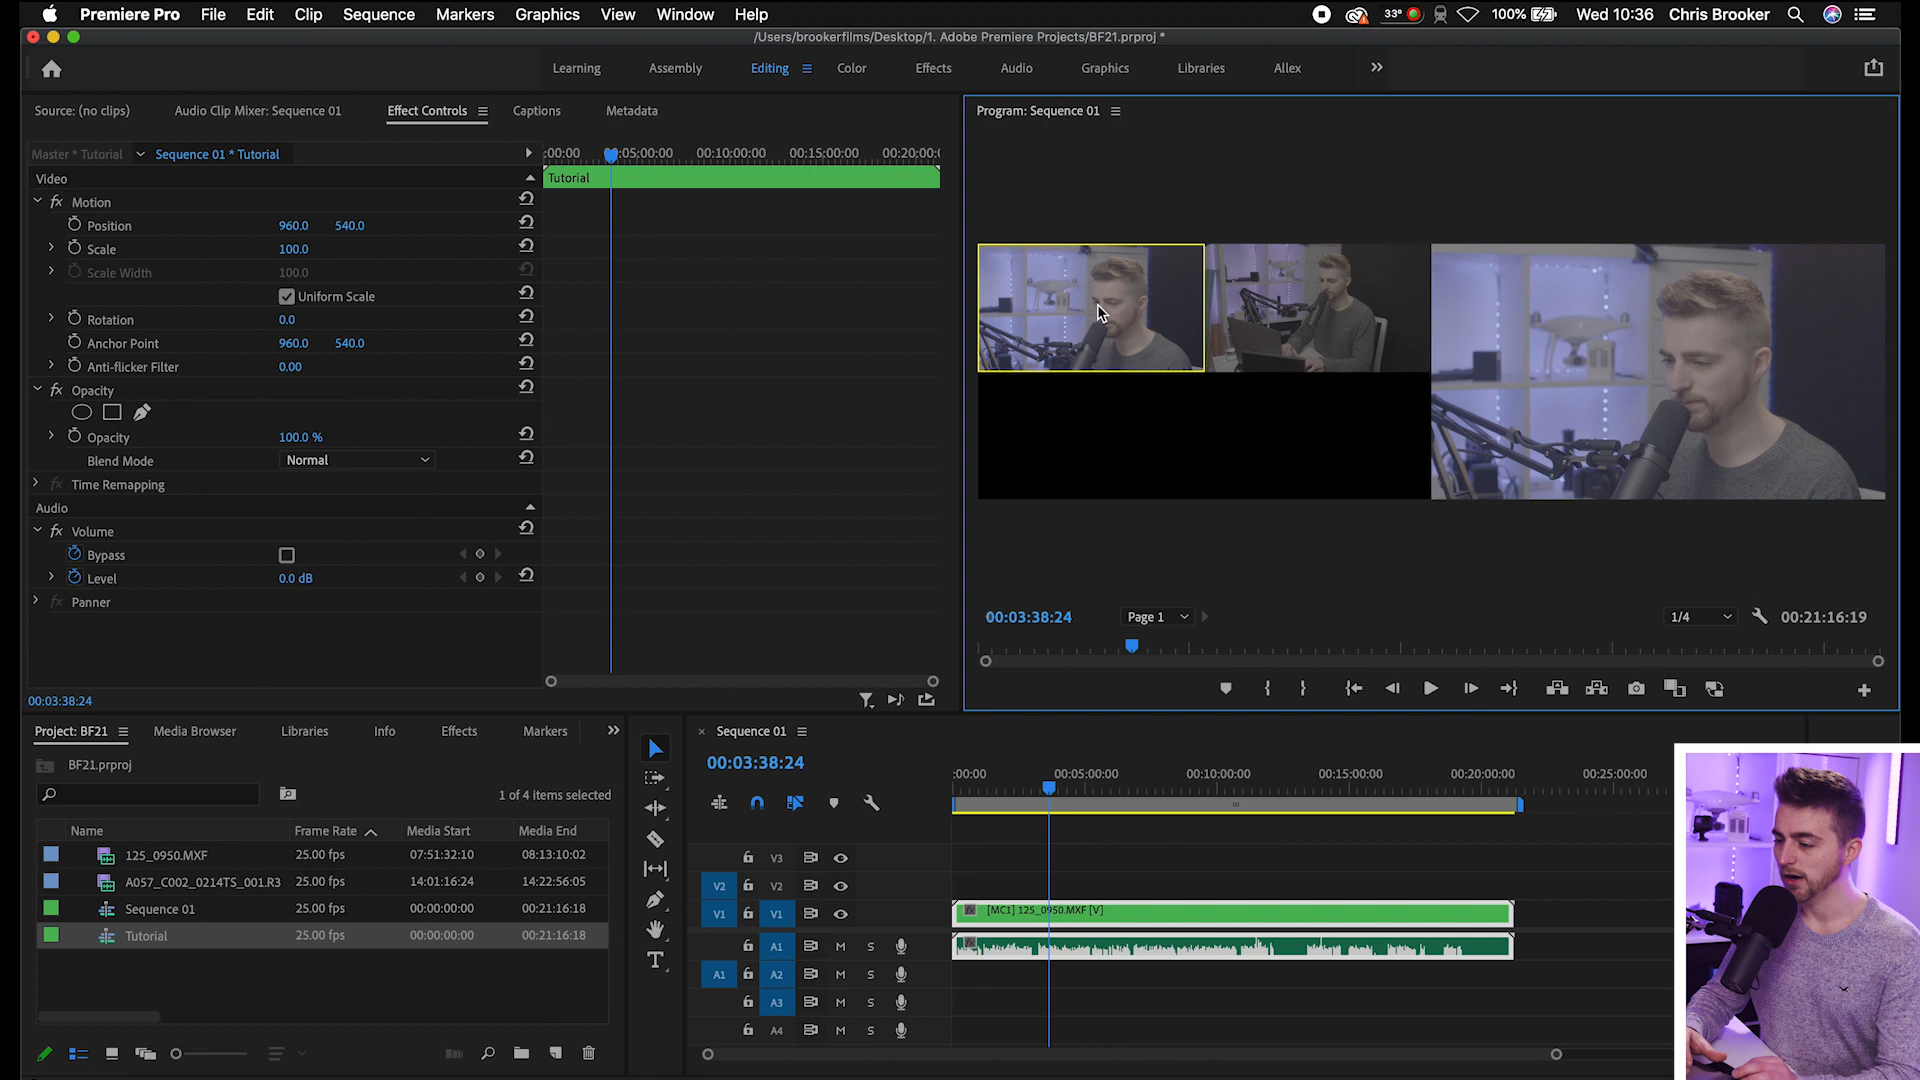 Premiere Pro File Edit Clip Sequence Markers Graphics View Window Help 33° 100% Wed 10:36 Chris Brooker
/Users/brookerfilms/Desktop/1. Adobe Premiere Projects/BF21.prproj *
Learning Assembly Editing Color Effects Audio Graphics Libraries Allex
Source: (no clips) Audio Clip Mixer: Sequence 01 Effect Controls Captions Metadata
Program: Sequence 01
Master * Tutorial Sequence 01 * Tutorial
:00:00 00:05:00:00 00:10:00:00 00:15:00:00 00:20:00:0
Video
Tutorial
fx Motion
Position 960.0 540.0
Scale 100.0
Scale Width 100.0
Uniform Scale
Rotation 0.0
Anchor Point 960.0 540.0
Anti-flicker Filter 0.00
fx Opacity
Opacity 100.0 %
Blend Mode Normal
fx Time Remapping
Audio
fx Volume
Bypass
Level 0.0 dB
fx Panner
00:03:38:24 Page 1 1/4 00:21:16:19
00:03:38:24
Project: BF21 Media Browser Libraries Info Effects Markers
BF21.prproj
1 of 4 items selected
Name Frame Rate Media Start Media End
125_0950.MXF 25.00 fps 07:51:32:10 08:13:10:02
A057_C002_0214TS_001.R3 25.00 fps 14:01:16:24 14:22:56:05
Sequence 01 25.00 fps 00:00:00:00 00:21:16:18
Tutorial 25.00 fps 00:00:00:00 00:21:16:18
T
Sequence 01
00:03:38:24
:00:00 00:05:00:00 00:10:00:00 00:15:00:00 00:20:00:00 00:25:00:00
V3
V2 V2
V1 V1
fx [MC1] 125_0950.MXF [V]
A1 M S
fx
A1 A2 M S
A3 M S
A4 M S